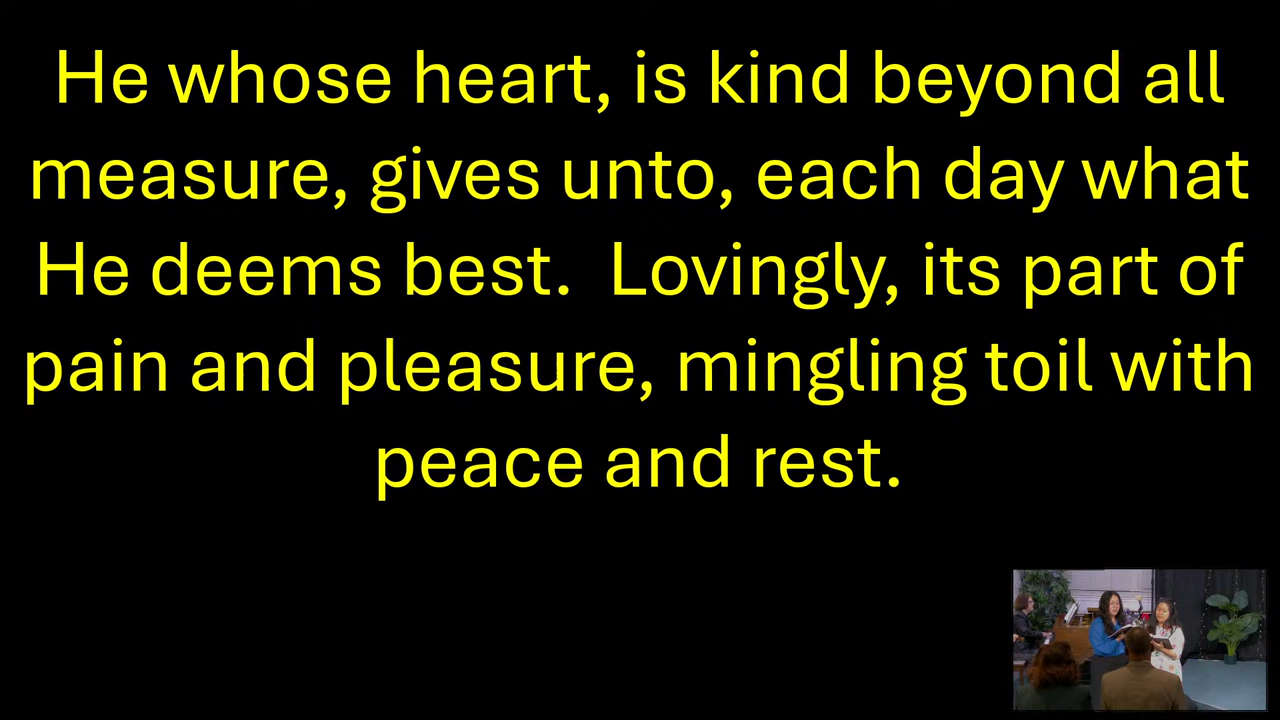 He whose heart, is kind beyond all
measure, gives unto, each day what
He deems best.  Lovingly, its part of
pain and pleasure, mingling toil with
peace and rest.